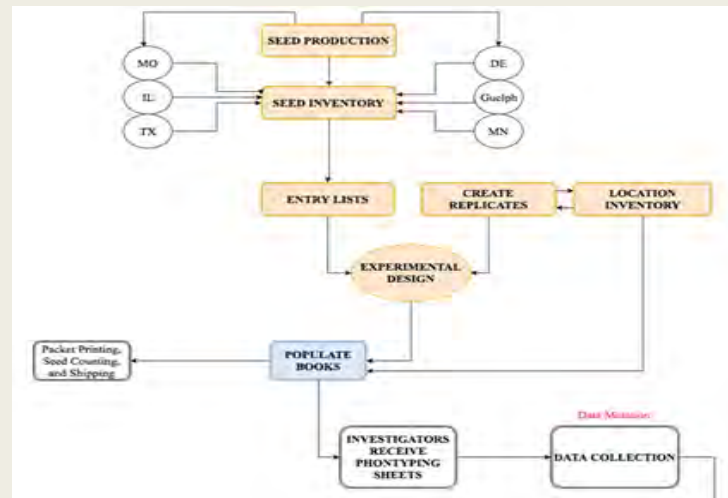 SEED PRODUCTION
MO
DE
IL
SEED INVENTORY
Guelph
TX
MN
ENTRY LISTS
CREATE
REPLICATES
LOCATION
INVENTORY
EXPERIMENTAL
DESIGN
Packet Printing,
Seed Counting,
and Shipping
POPULATE
BOOKS
Data Mutation
INVESTIGATORS
RECEIVE
PHONTYPING
SHEETS
DATA COLLECTION